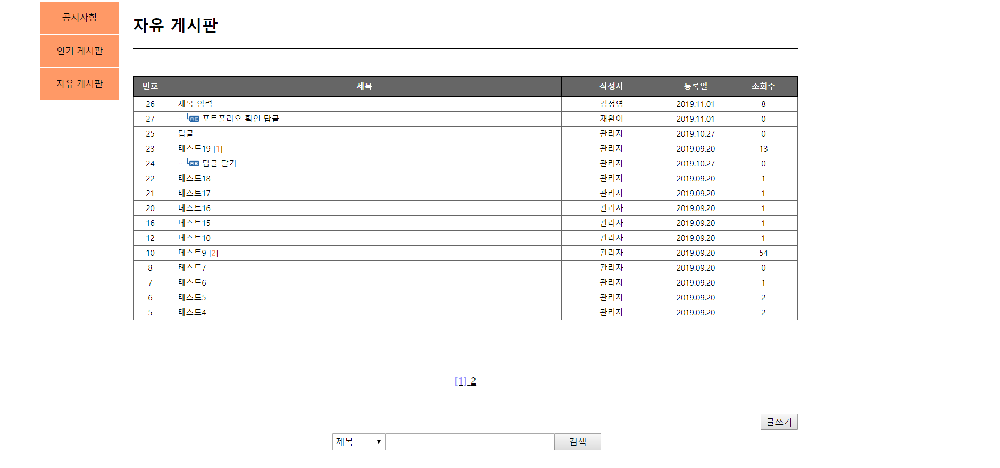 공지사항
인기 게시판
자유 게시판
자유 게시판
번호 제목 작성자 등록일 조회수
26 제목 입력 김정엽 2019.11.01 8
27 RE 포트폴리오 확인 답글 재완이 2019.11.01 0
25 답글 관리자 2019.10.27 0
23 테스트19 [1] 관리자 2019.09.20 13
24 RE 답글 달기 관리자 2019.10.27 0
22 테스트18 관리자 2019.09.20 1
21 테스트17 관리자 2019.09.20 1
20 테스트16 관리자 2019.09.20 1
16 테스트15 관리자 2019.09.20 1
12 테스트10 관리자 2019.09.20 1
10 테스트9 [2] 관리자 2019.09.20 54
8 테스트7 관리자 2019.09.20 0
7 테스트6 관리자 2019.09.20 1
6 테스트5 관리자 2019.09.20 2
5 테스트4 관리자 2019.09.20 2
[1] 2
글쓰기
제목 검색